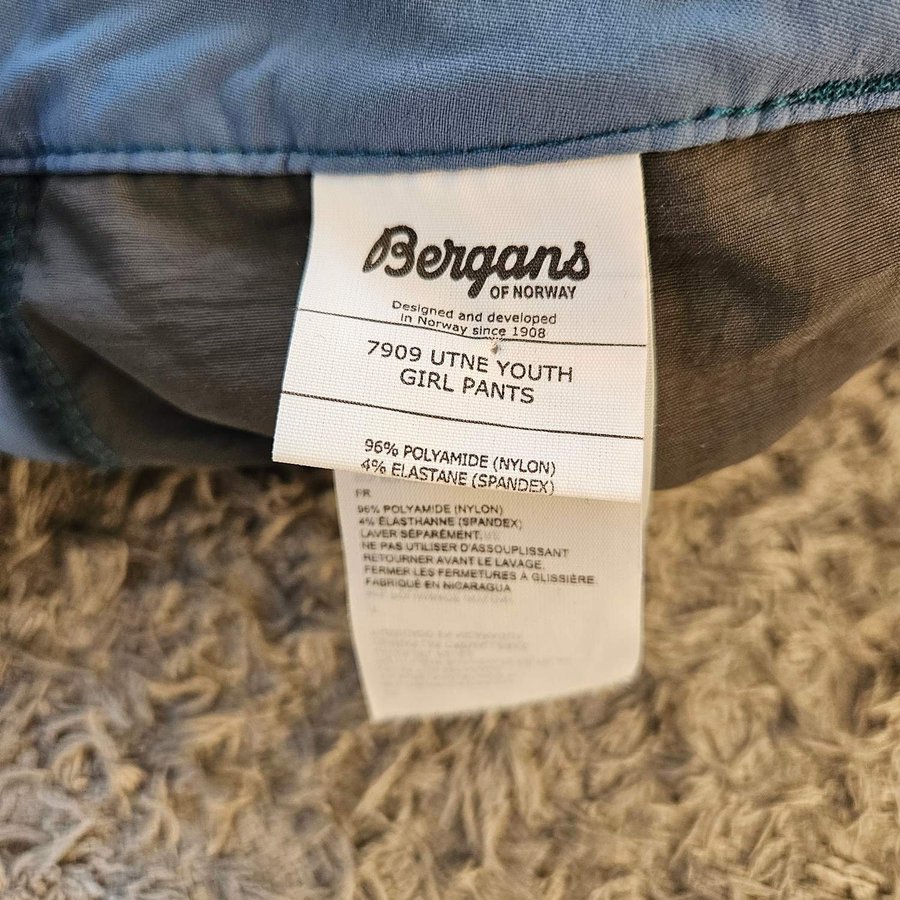 Bergans
OF NORWAY
Designed and developed
in Norway since 1908
7909 UTNE YOUTH
GIRL PANTS
96% POLYAMIDE (NYLON)
4% ELASTANE (SPANDEX)
FR
96% POLYAMIDE (NYLON)
4% ÉLASTHANNE (SPANDEX)
LAVER SÉPARÉMENT.
NE PAS UTILISER D'ASSOUPLISSANT
RETOURNER AVANT LE LAVAGE.
FERMER LES FERMETURES À GLISSIÈRE
FABRIQUÉ EN NICARAGUA